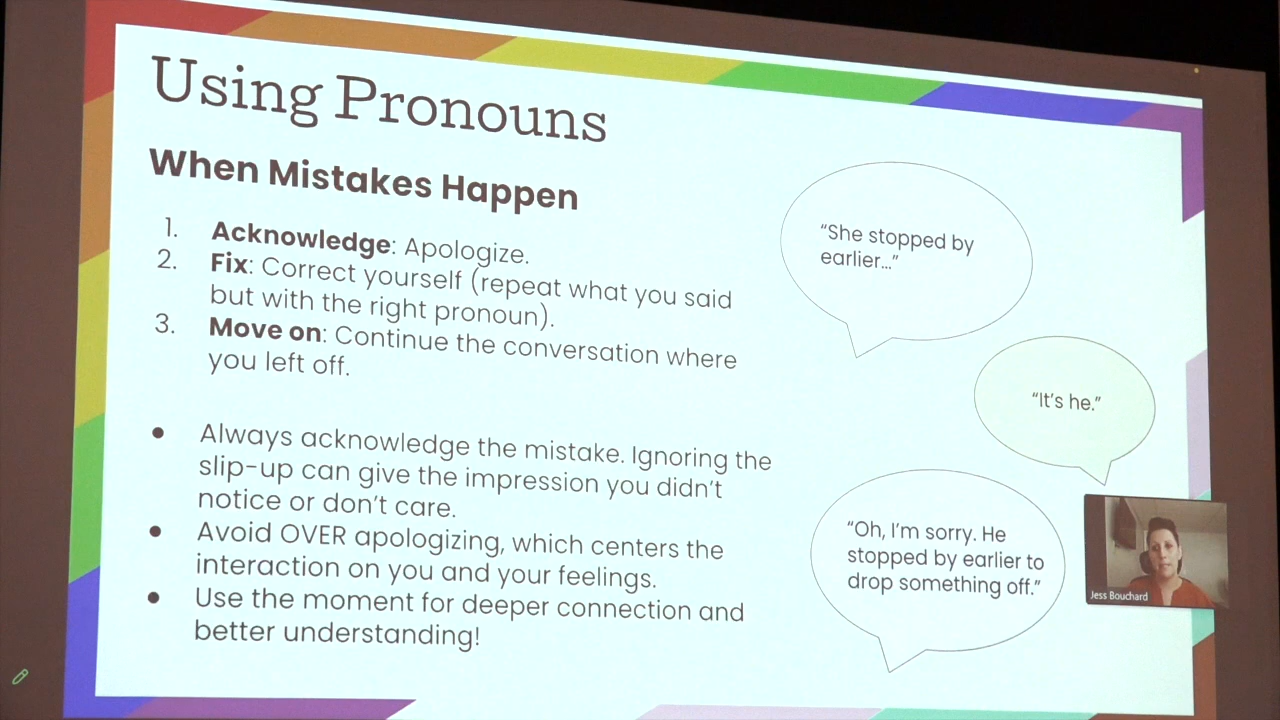 Using Pronouns
When Mistakes Happen
1. Acknowledge: Apologize.
2. Fix: Correct yourself (repeat what you said
but with the right pronoun).
3. Move on: Continue the conversation where
you left off.
● Always acknowledge the mistake. Ignoring the
slip-up can give the impression you didn't
notice or don't care.
● Avoid OVER apologizing, which centers the
interaction on you and your feelings.
● Use the moment for deeper connection and
better understanding!
“She stopped by
earlier...”
“It's he.”
“Oh, I'm sorry. He
stopped by earlier to
drop something off.”
Jess Bouchard